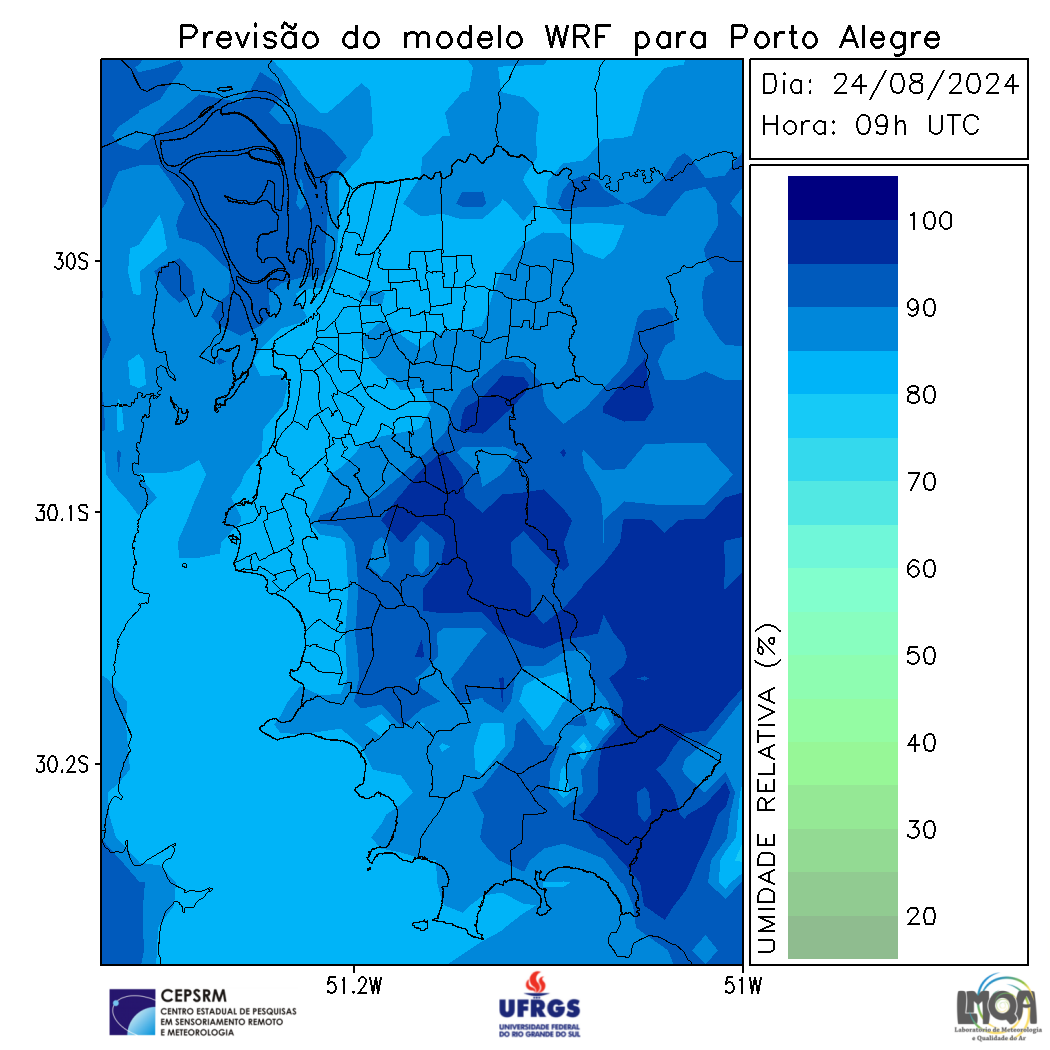 Previsão do modelo WRF para Porto Alegre
Dia: 24/08/2024
Hora: 09h UTC
30S
30.1S
30.2S
51.2W
51W
100
90
80
70
60
50
40
30
20
UMIDADE RELATIVA (%)
CEPSRM
CENTRO ESTADUAL DE PESQUISAS
EM SENSORIAMENTO REMOTO
E METEOROLOGIA
UFRGS
UNIVERSIDADE FEDERAL
DO RIO GRANDE DO SUL
LMQA
Laboratório de Meteorologia
e Qualidade do Ar